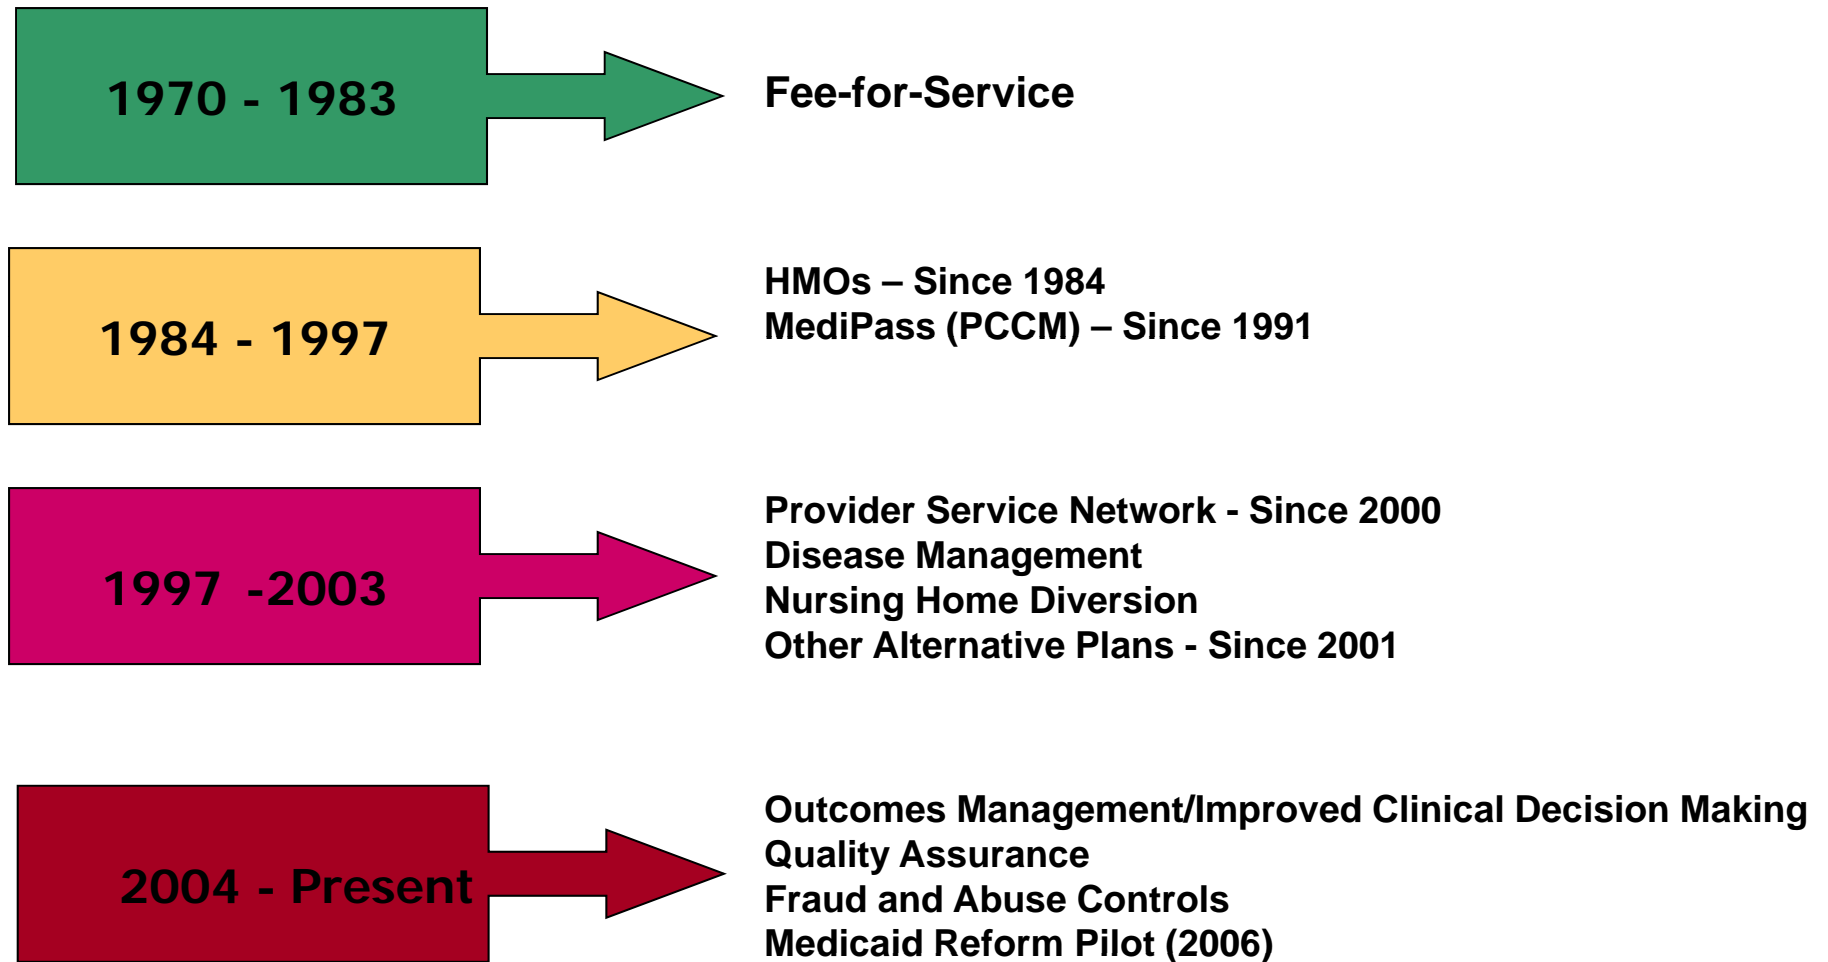 1970 - 1983
Fee-for-Service
1984 - 1997
HMOs – Since 1984
MediPass (PCCM) – Since 1991
1997 -2003
Provider Service Network - Since 2000
Disease Management
Nursing Home Diversion
Other Alternative Plans - Since 2001
2004 - Present
Outcomes Management/Improved Clinical Decision Making
Quality Assurance
Fraud and Abuse Controls
Medicaid Reform Pilot (2006)